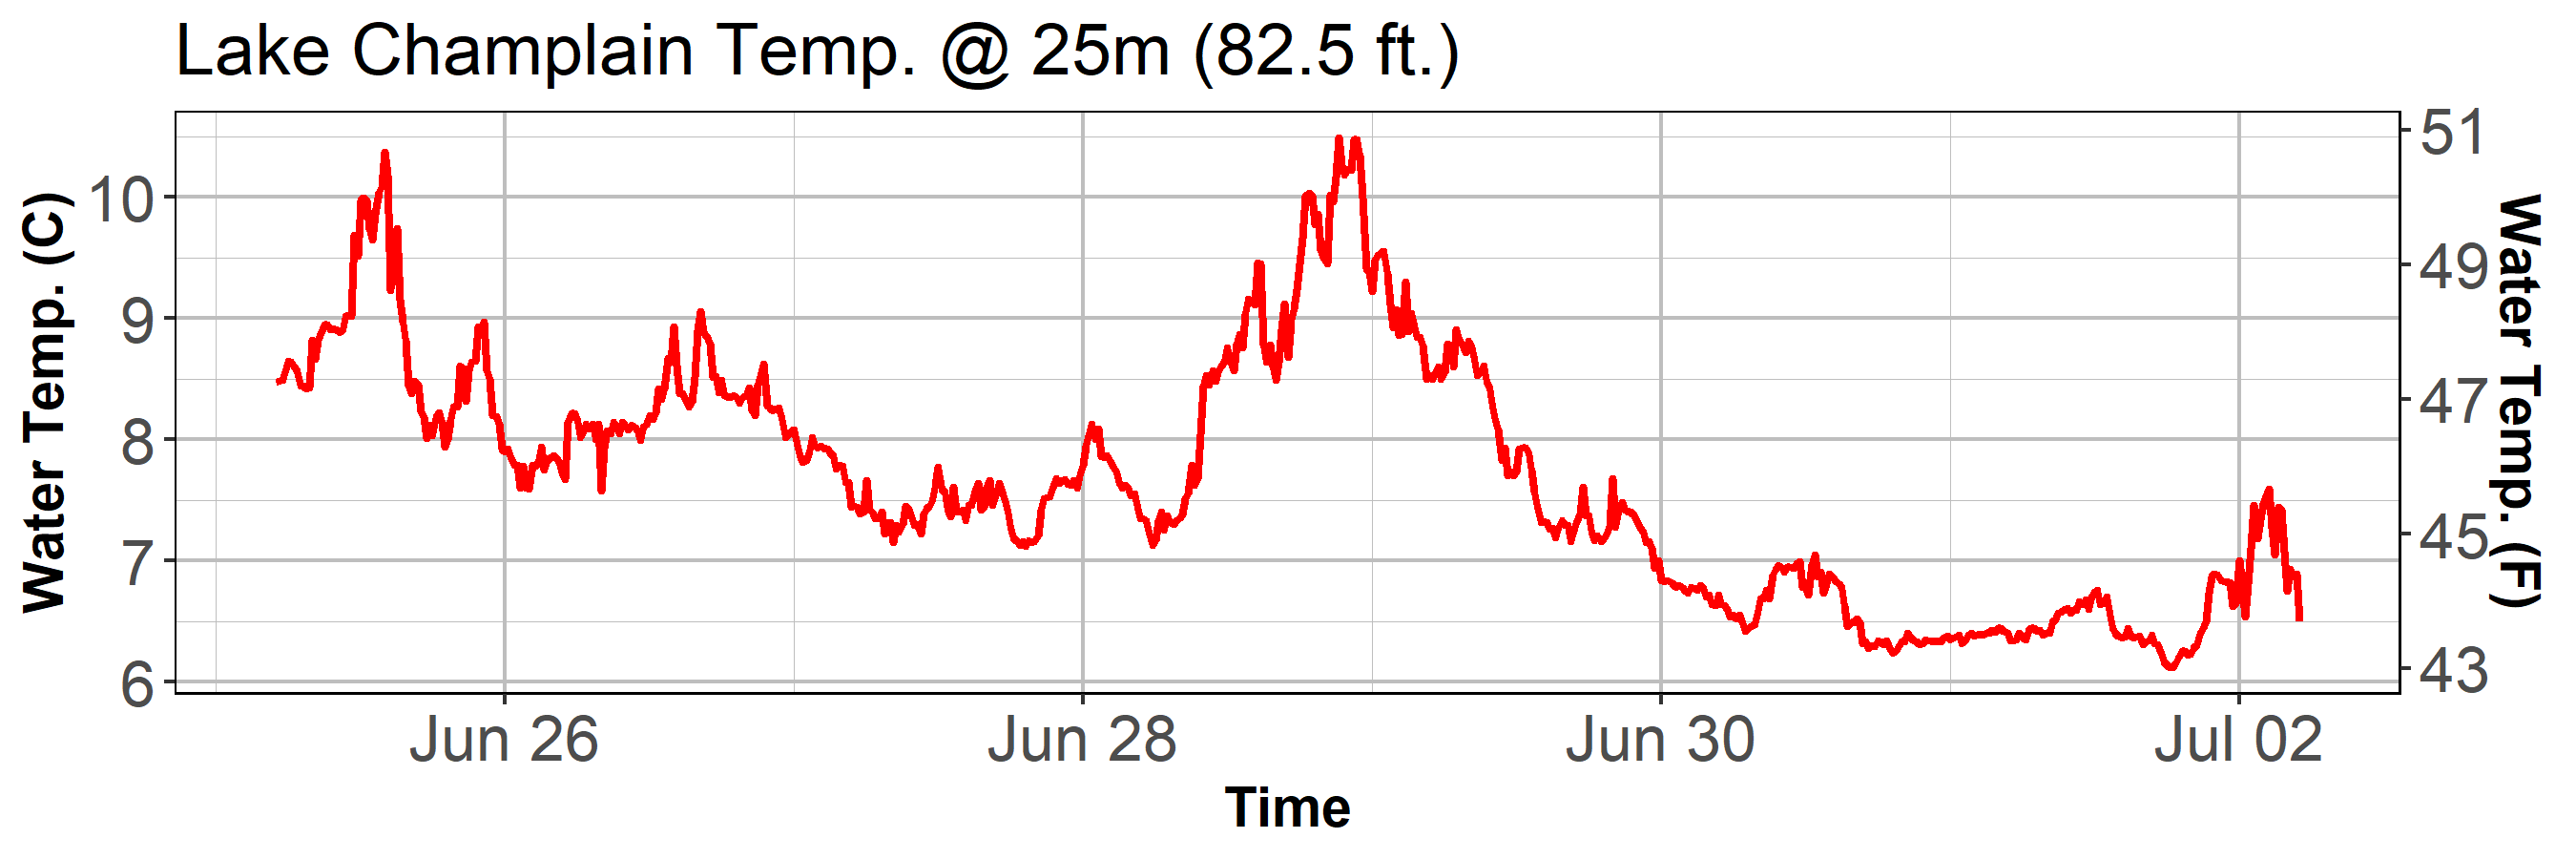 Lake Champlain Temp. @ 25m (82.5 ft.)
Water Temp. (C)
10
9
8
7
6
51
49
47
45
43
Water Temp. (F)
Jun 26 Jun 28 Jun 30 Jul 02
Time